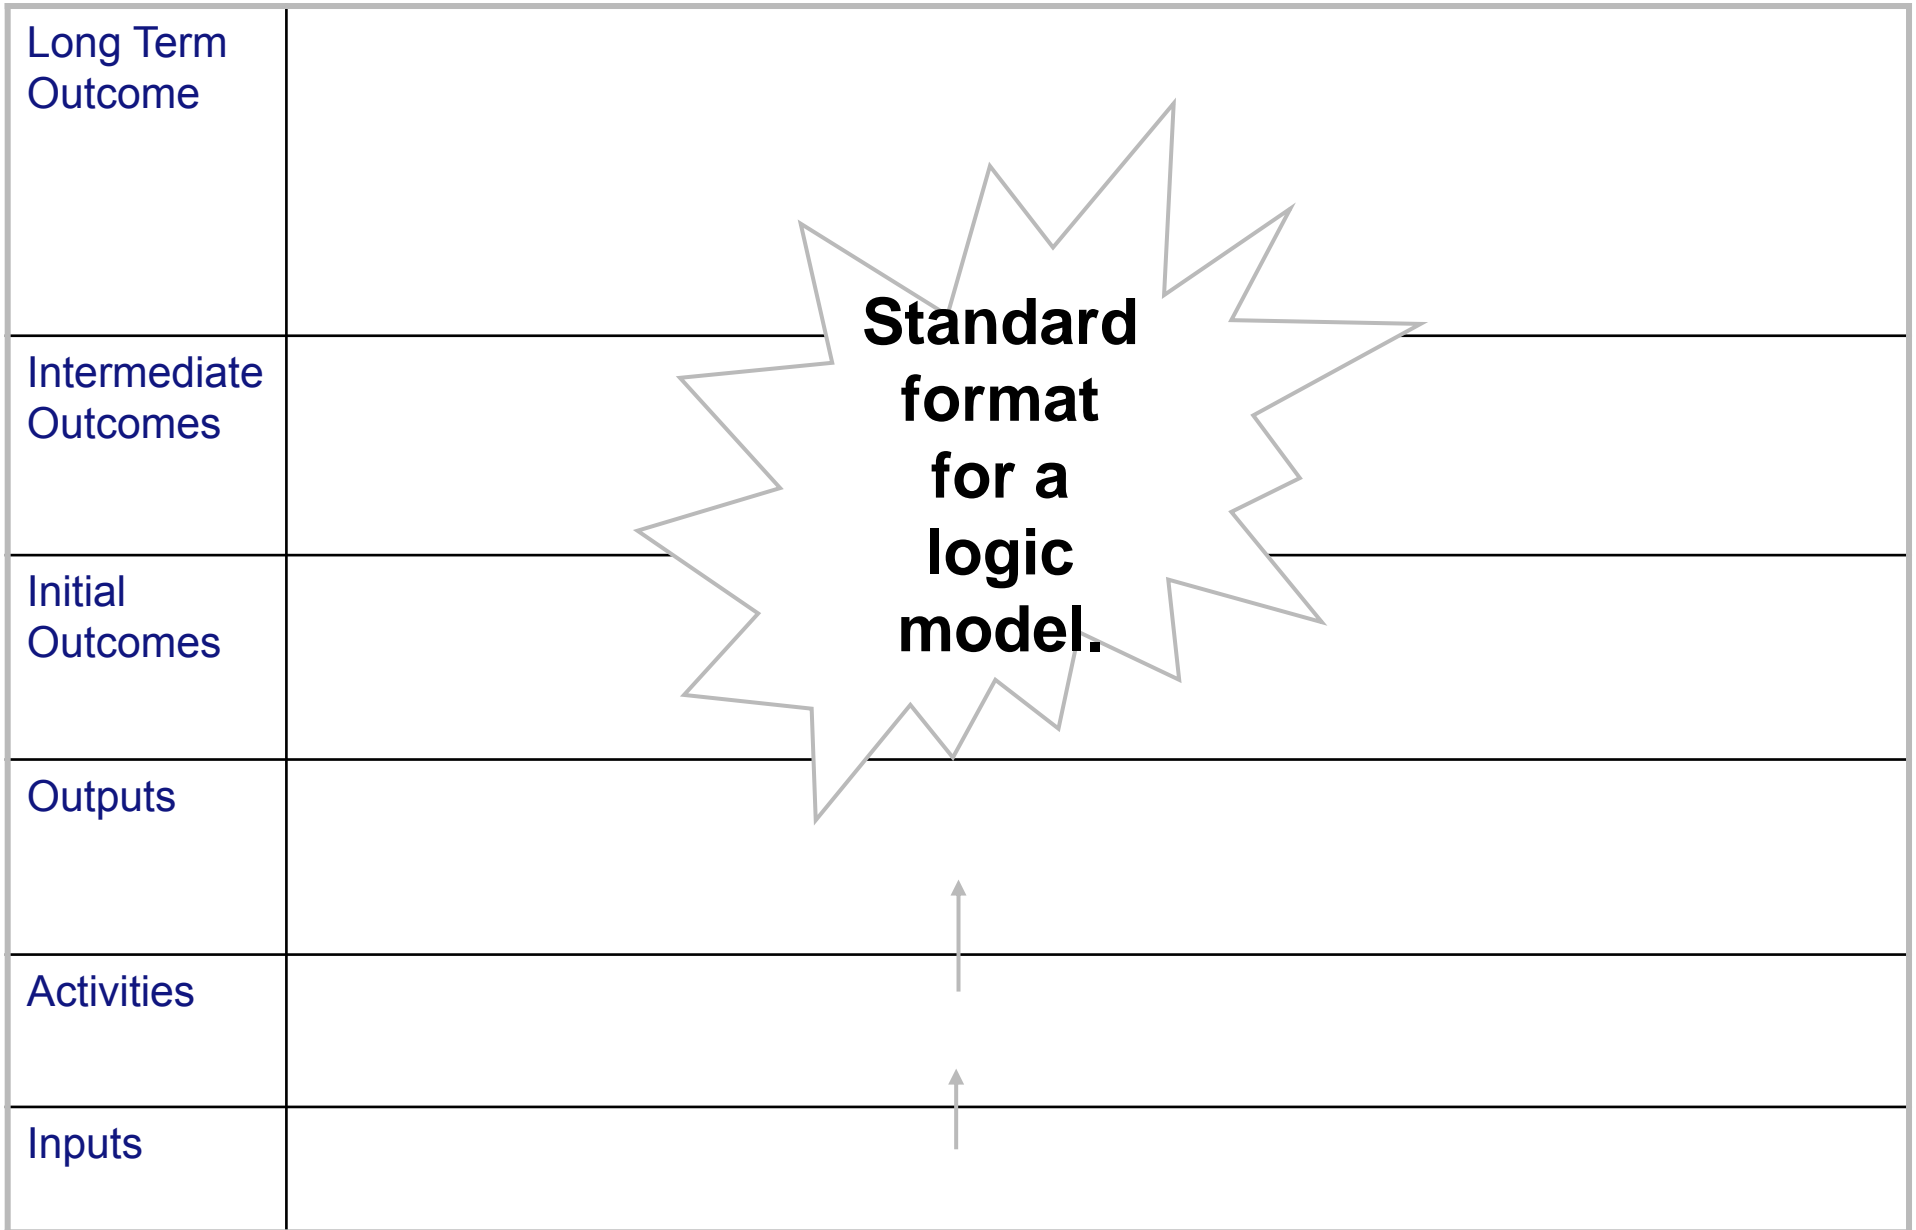 Long Term
Outcome
Standard
format
for a
logic
model.
Intermediate
Outcomes
Initial
Outcomes
Outputs
Activities
Inputs